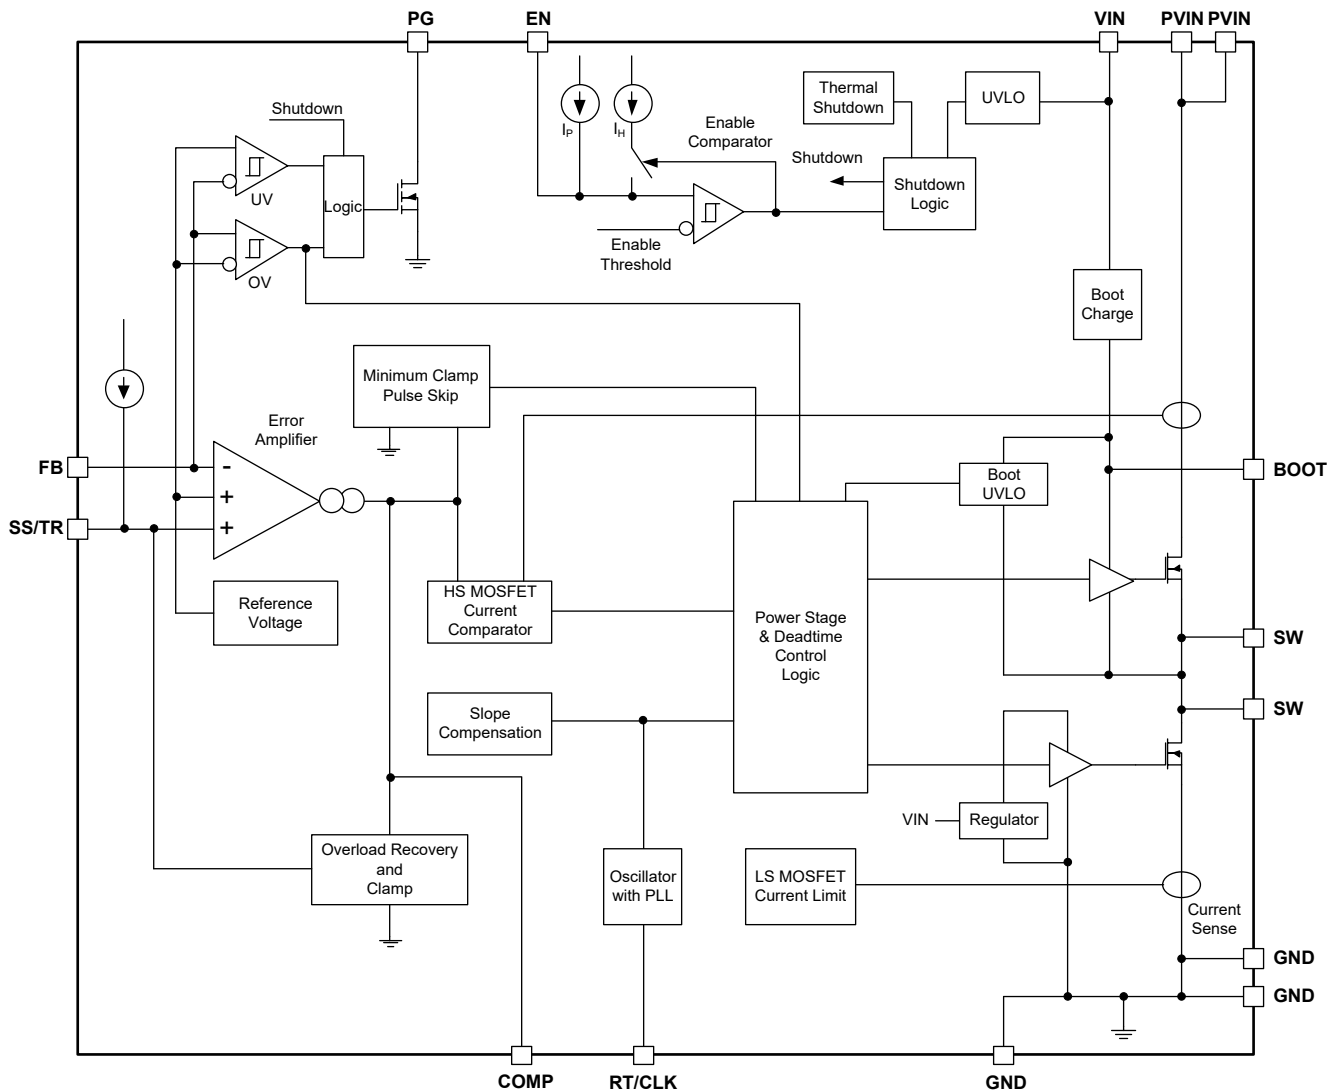 PG
EN
VIN
PVIN PVIN
Shutdown
UV
OV
Logic
IP
IH
Enable
Comparator
Enable
Threshold
Thermal
Shutdown
UVLO
Shutdown
Shutdown
Logic
Boot
Charge
Minimum Clamp
Pulse Skip
Error
Amplifier
FB
-
+
+
SS/TR
Boot
UVLO
BOOT
Reference
Voltage
HS MOSFET
Current
Comparator
Power Stage
& Deadtime
Control
Logic
SW
SW
Slope
Compensation
VIN
Regulator
Overload Recovery
and
Clamp
Oscillator
with PLL
LS MOSFET
Current Limit
Current
Sense
GND
GND
COMP
RT/CLK
GND